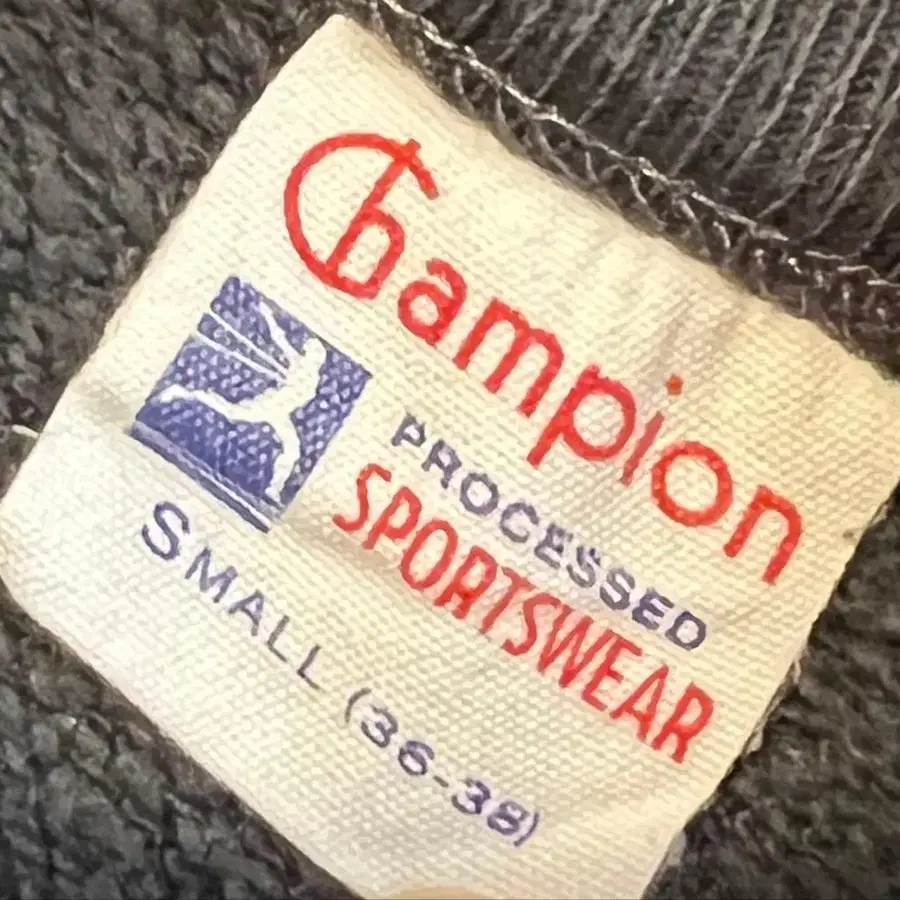 Champion
PROCESSED
SPORTSWEAR
SMALL (36-38)